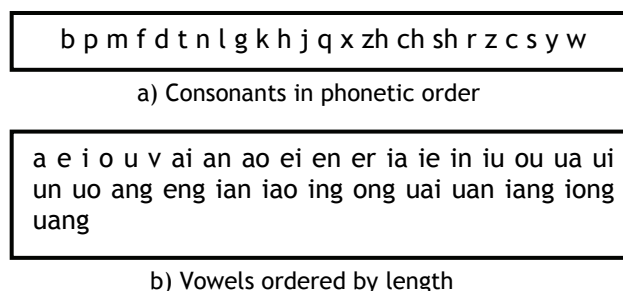 b p m f d t n l g k h j q x zh ch sh r z c s y w
a) Consonants in phonetic order
a e i o u v ai an ao ei en er ia ie in iu ou ua ui
un uo ang eng ian iao ing ong uai uan iang iong
uang
b) Vowels ordered by length